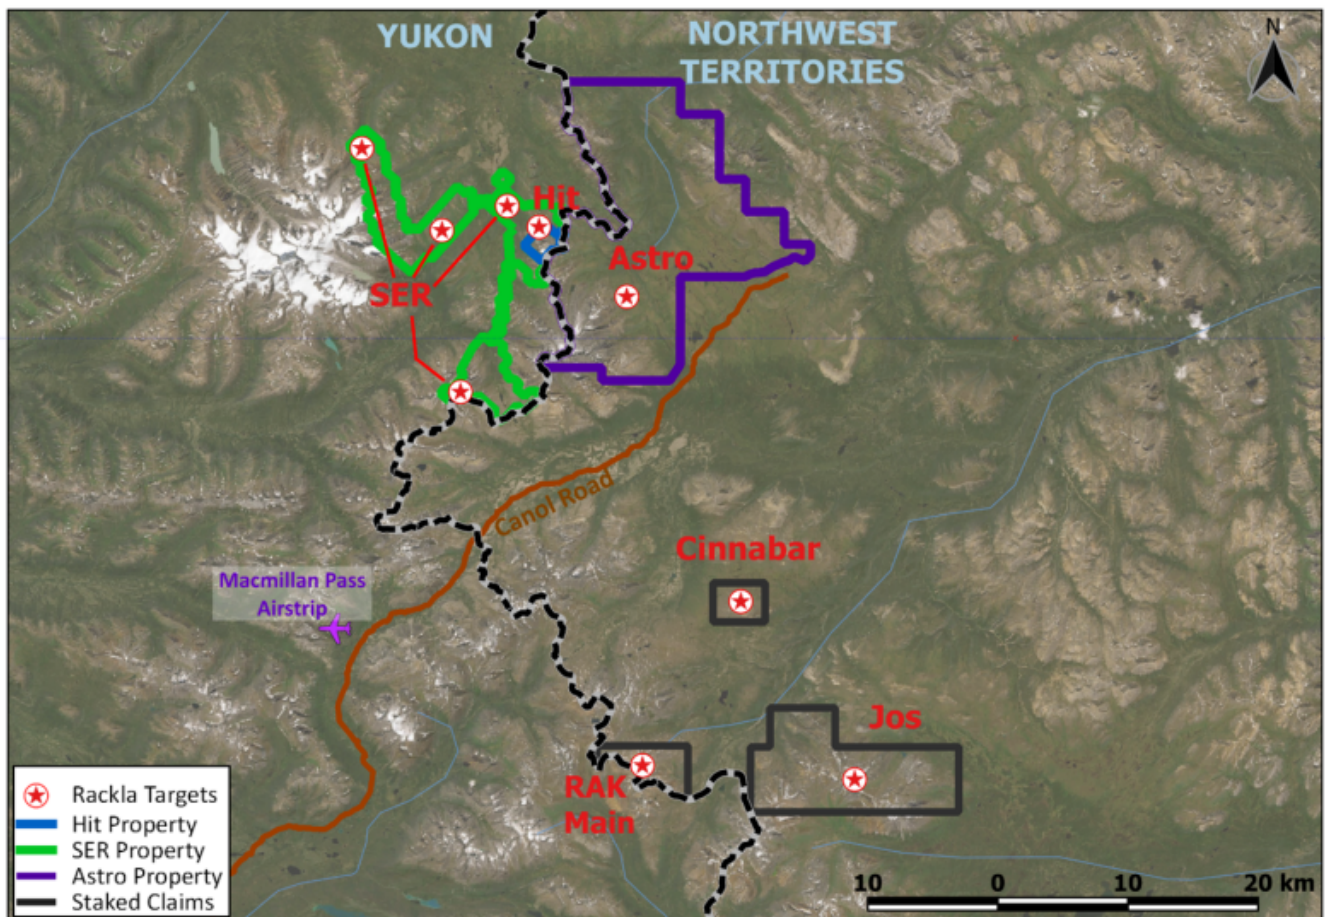 YUKON
NORTHWEST
TERRITORIES
N
Hit
Astro
SER
Canol Road
Cinnabar
Macmillan Pass
Airstrip
Jos
RAK
Main
Rackla Targets
Hit Property
SER Property
Astro Property
Staked Claims
10 0 10 20 km